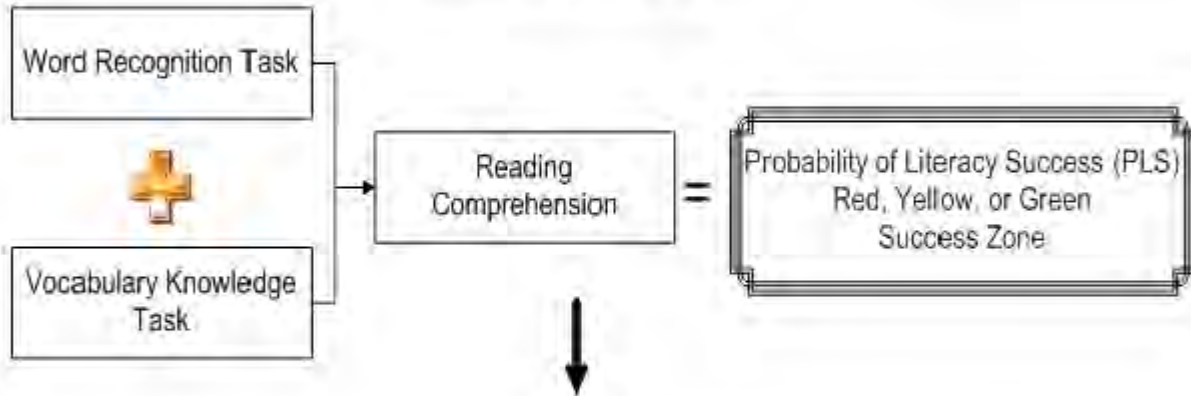 Word Recognition Task
Vocabulary Knowledge
Task
Reading
Comprehension
=
Probability of Literacy Success (PLS)
Red, Yellow, or Green
Success Zone